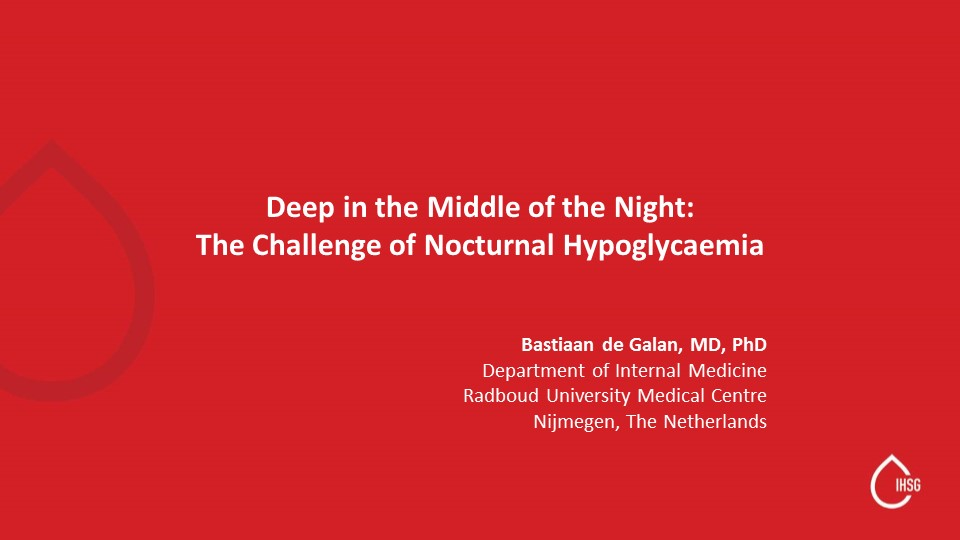 Deep in the Middle of the Night:
The Challenge of Nocturnal Hypoglycaemia
Bastiaan de Galan, MD, PhD
Department of Internal Medicine
Radboud University Medical Centre
Nijmegen, The Netherlands
IHSG